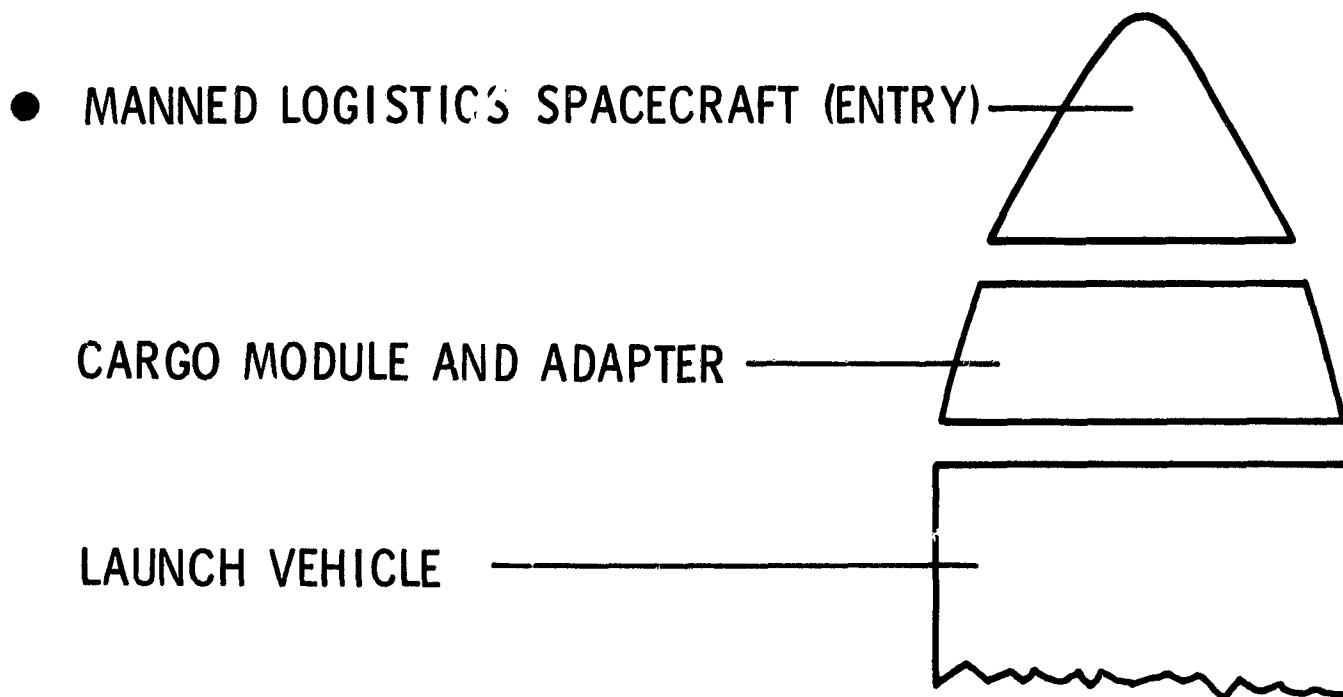 ● MANNED LOGISTICS SPACECRAFT (ENTRY)
CARGO MODULE AND ADAPTER
LAUNCH VEHICLE